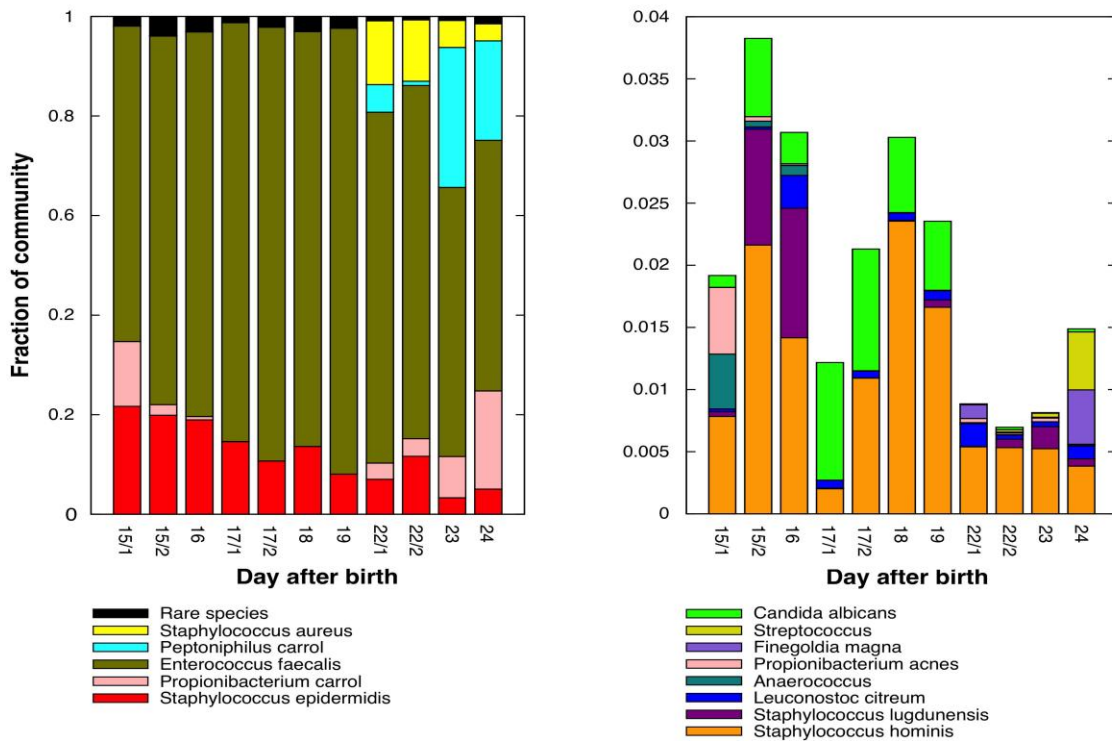 Fraction of community
1
0.8
0.6
0.2
0.2
0
15/1
15/2
16
17/1
17/2
18
19
22/1
22/2
23
24
Day after birth
Rare species
Staphylococcus aureus
Peptoniphilus carrol
Enterococcus faecalis
Propionibacterium carrol
Staphylococcus epidermidis
0.04
0.035
0.03
0.025
0.02
0.015
0.01
0.005
0
15/1
15/2
16
17/1
17/2
18
19
22/1
22/2
23
24
Day after birth
Candida albicans
Streptococcus
Finegoldia magna
Propionibacterium acnes
Anaerococcus
Leuconostoc citreum
Staphylococcus lugdunensis
Staphylococcus hominis